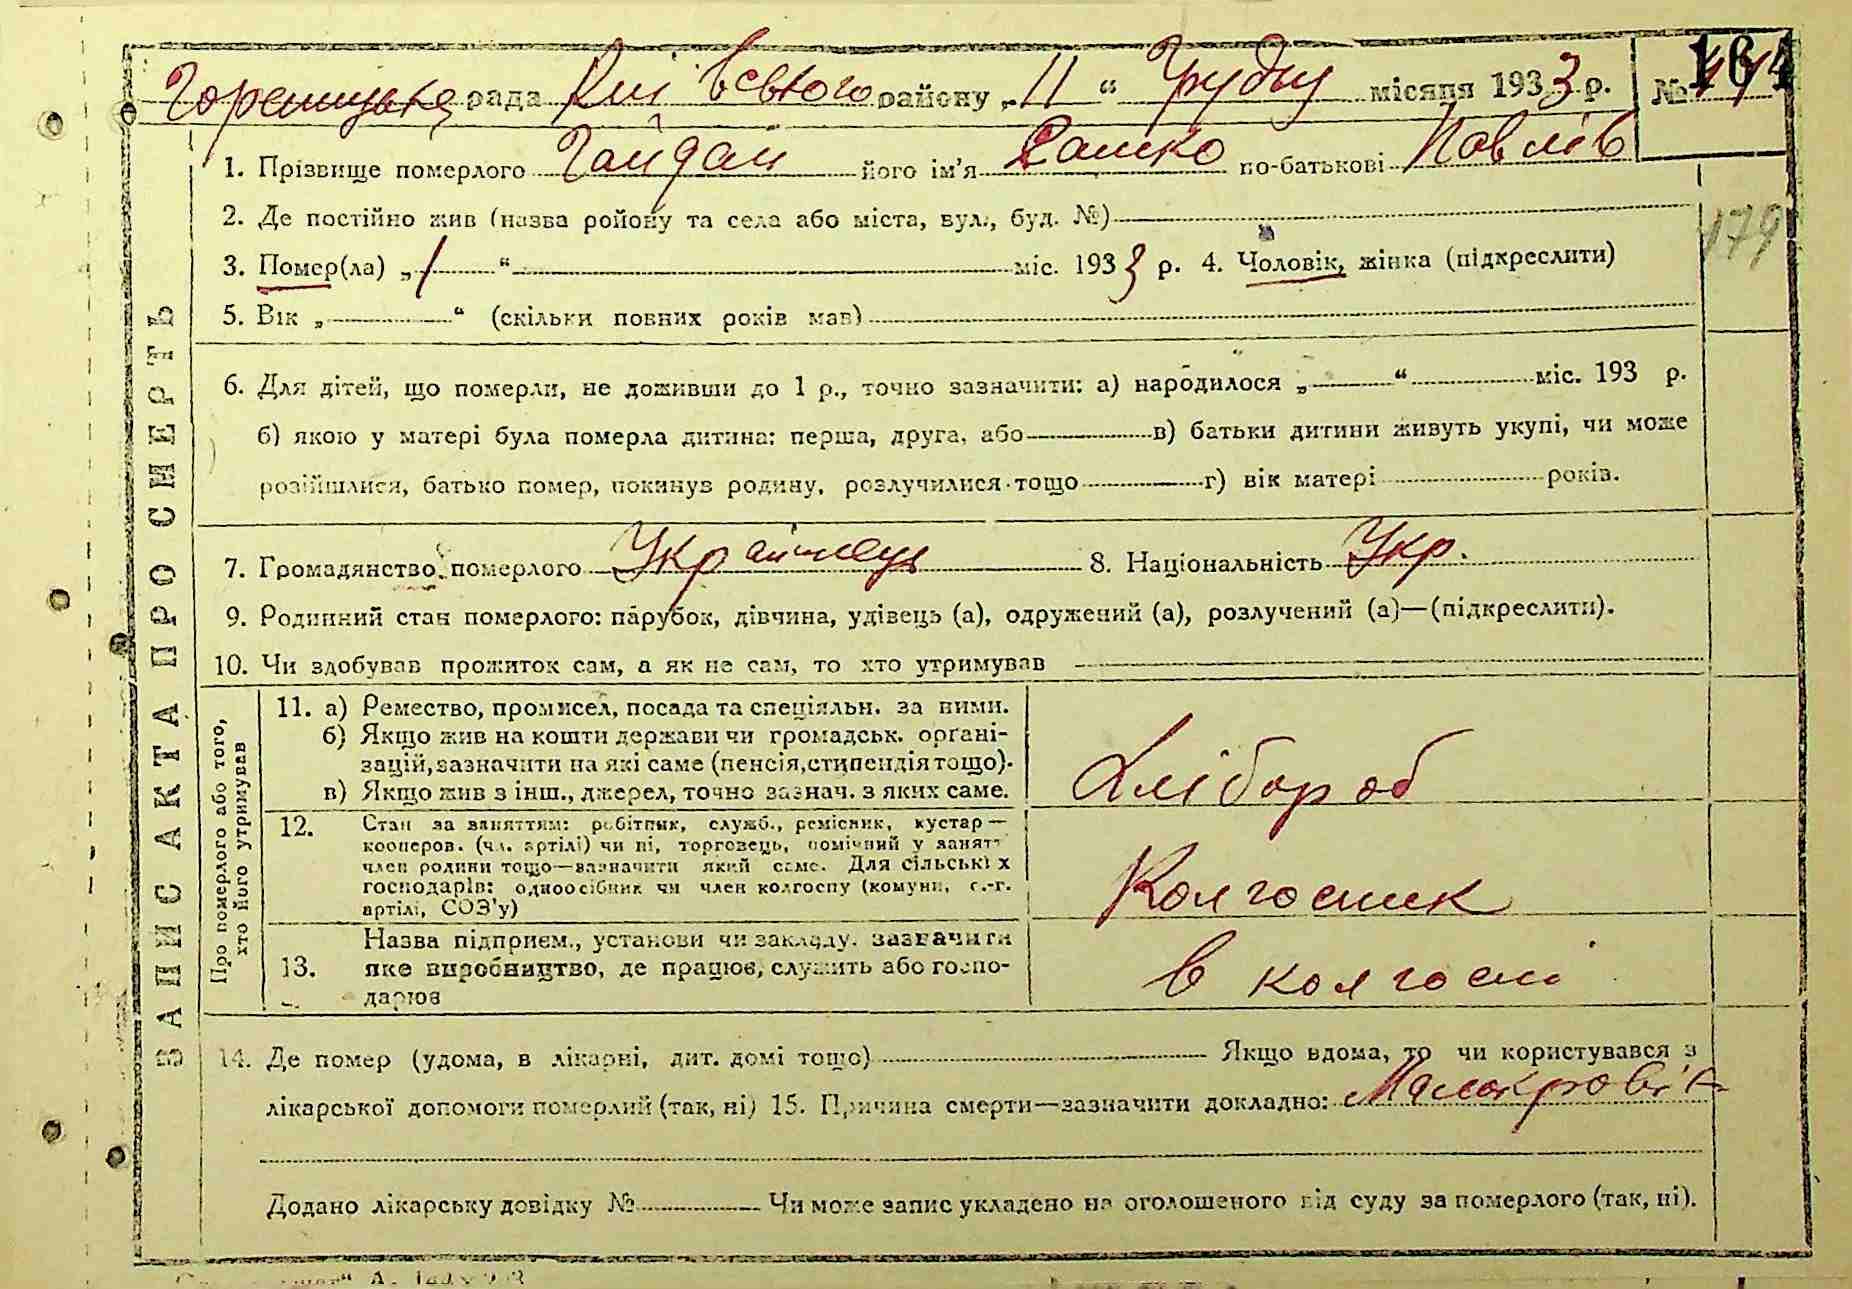 Гореницька рада Київського району „11“ Грудня місяця 1933 р. №
1. Прізвище померлого Гайдай його ім'я Сашко по-батькові Павлів
179
2. Де постійно жив (назва ройону та села або міста, вул., буд. №)
3. Помер(ла) „1“ міс. 1933 р. 4. Чоловік, жінка (підкреслити)
5. Вік „ “ (скільки повних років мав)
6. Для дітей, що померли, не доживши до 1 р., точно зазначити: а) народилося „ “ міс. 193 р.
б) якою у матері була померла дитина: перша, друга, або в) батьки дитини живуть укупі, чи може
розійшлися, батько помер, покинув родину, розлучилися тощо г) вік матері років.
7. Громадянство померлого Українець 8. Національність Укр.
9. Родинний стан померлого: парубок, дівчина, удівець (а), одружений (а), розлучений (а)—(підкреслити).
10. Чи здобував прожиток сам, а як не сам, то хто утримував
ЗАПИС АКТА ПРО СМЕРТЬ
Про померлого або того,
хто його утримував
11. а) Ремество, промисел, посада та спеціяльн. за ними.
б) Якщо жив на кошти держави чи громадськ. органі-
зацій, зазначити на які саме (пенсія, стипендія тощо).
в) Якщо жив з інш., джерел, точно зазнач. з яких саме.
Хлібороб
12. Стан за заняттям: робітник, служб., ремісник, кустар—
кооперов. (чл. артілі) чи ні, торговець, помічний у занятт
член родини тощо—зазначити який саме. Для сільських
господарів: одноосібник чи член колгоспу (комуни, с.-г.
артілі, СОЗ'у)
Колгоспник
13. Назва підприєм., установи чи закладу, зазначити
яке виробництво, де працює, служить або госпо-
дарює
в колгоспі
14. Де помер (удома, в лікарні, дит. домі тощо) Якщо вдома, то чи користувався з
лікарської допомоги померлий (так, ні) 15. Причина смерти—зазначити докладно: Малокров'я
Додано лікарську довідку № Чи може запис укладено на оголошеного від суду за померлого (так, ні).